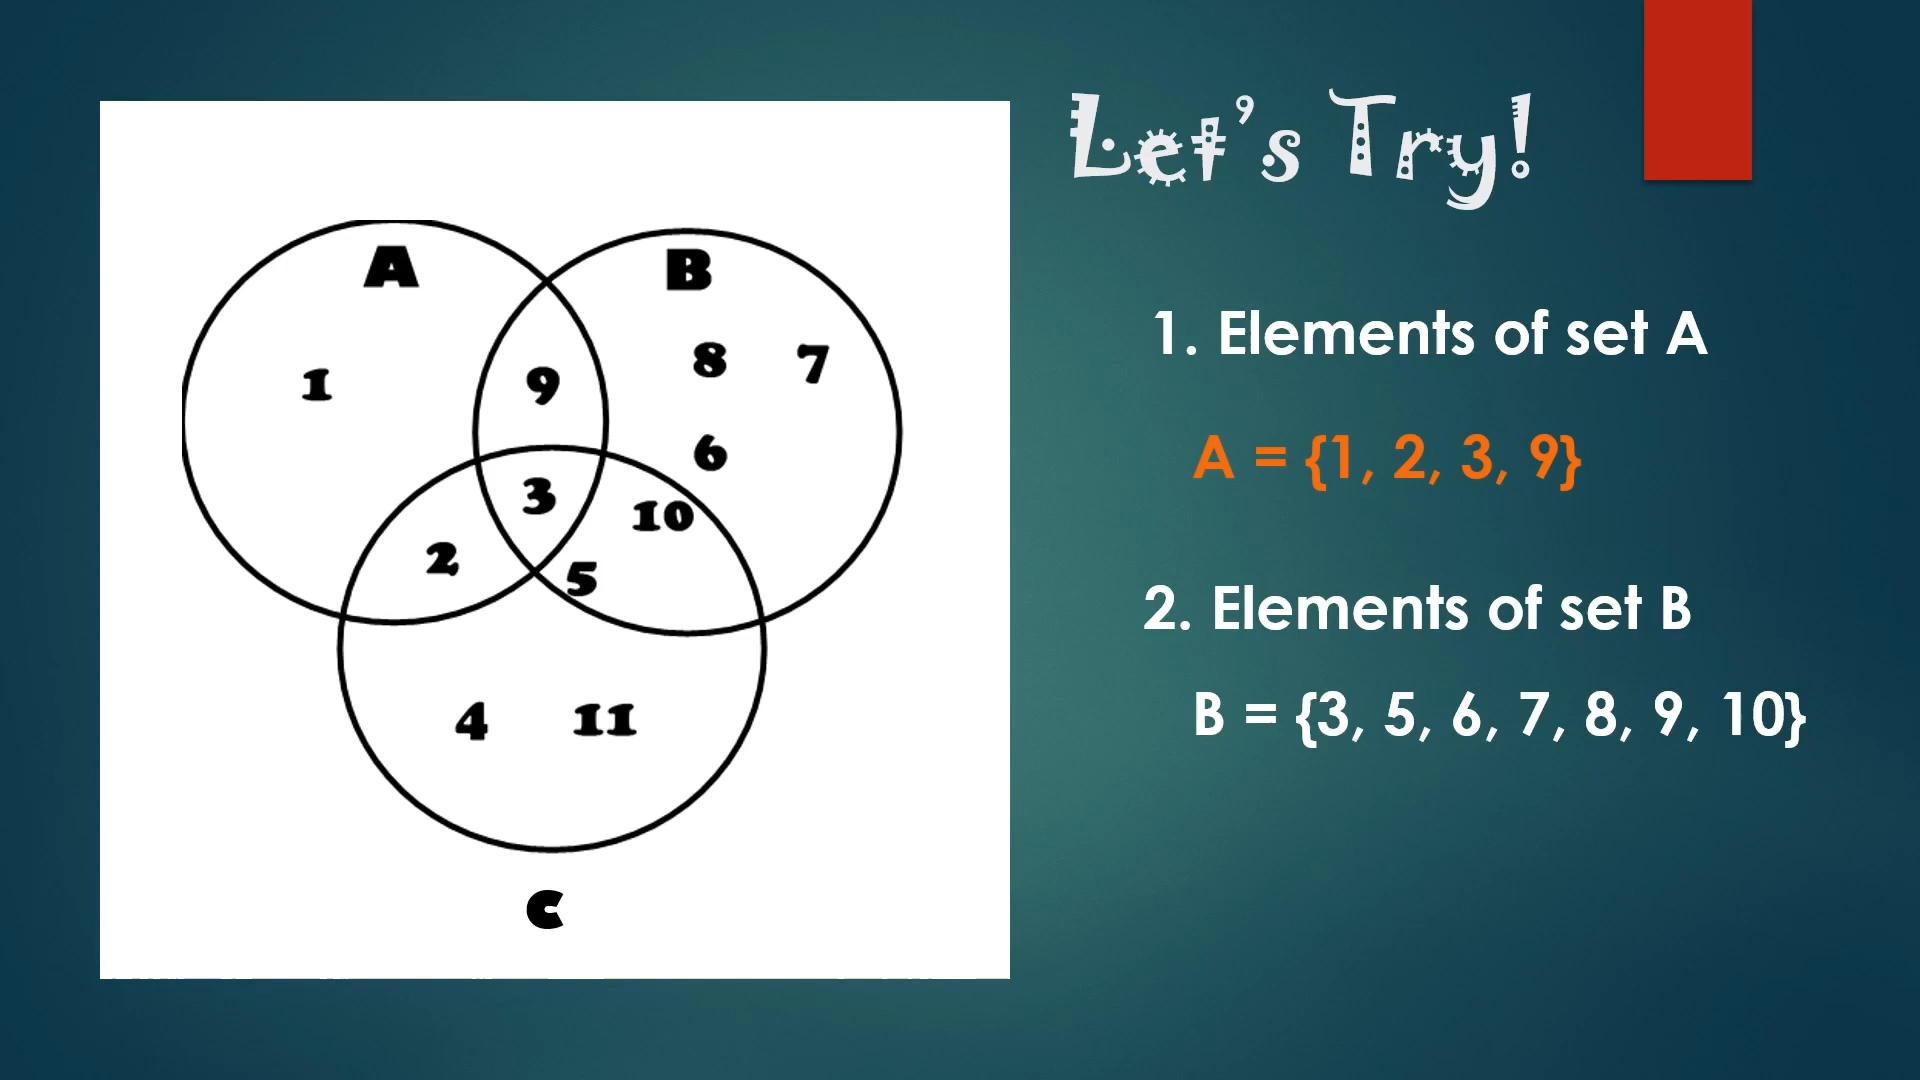 Let's Try!
A
B
1
9
8
7
6
3
10
2
5
4
11
C
1. Elements of set A
A = {1, 2, 3, 9}
2. Elements of set B
B = {3, 5, 6, 7, 8, 9, 10}